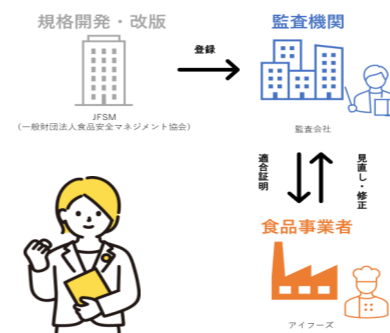 規格開発・改版
監査機関
登録
JFSM
(一般財団法人食品安全マネジメント協会)
監査会社
適合証明
見直し・修正
食品事業者
アイフーズ